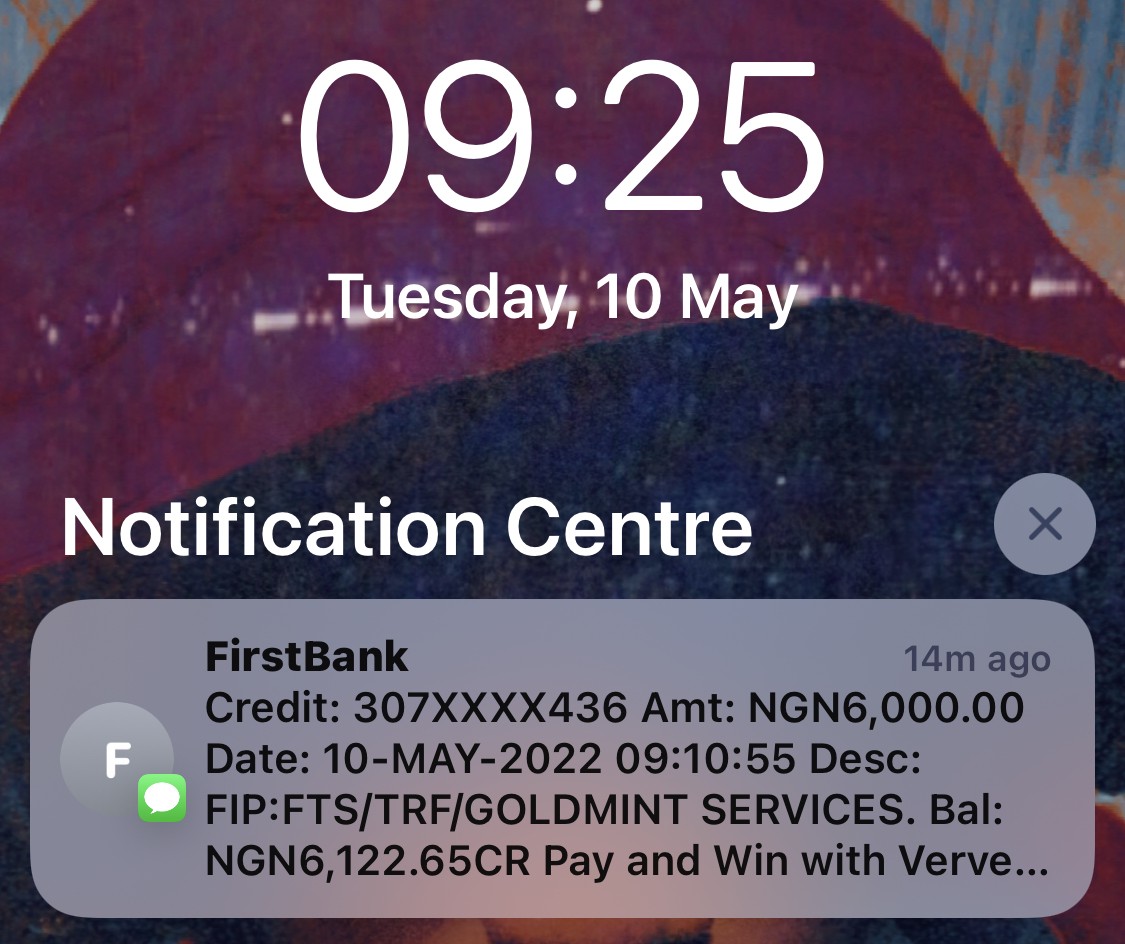 09:25
Tuesday, 10 May
Notification Centre
FirstBank 14m ago
Credit: 307XXXX436 Amt: NGN6,000.00
Date: 10-MAY-2022 09:10:55 Desc:
FIP:FTS/TRF/GOLDMINT SERVICES. Bal:
NGN6,122.65CR Pay and Win with Verve...
F